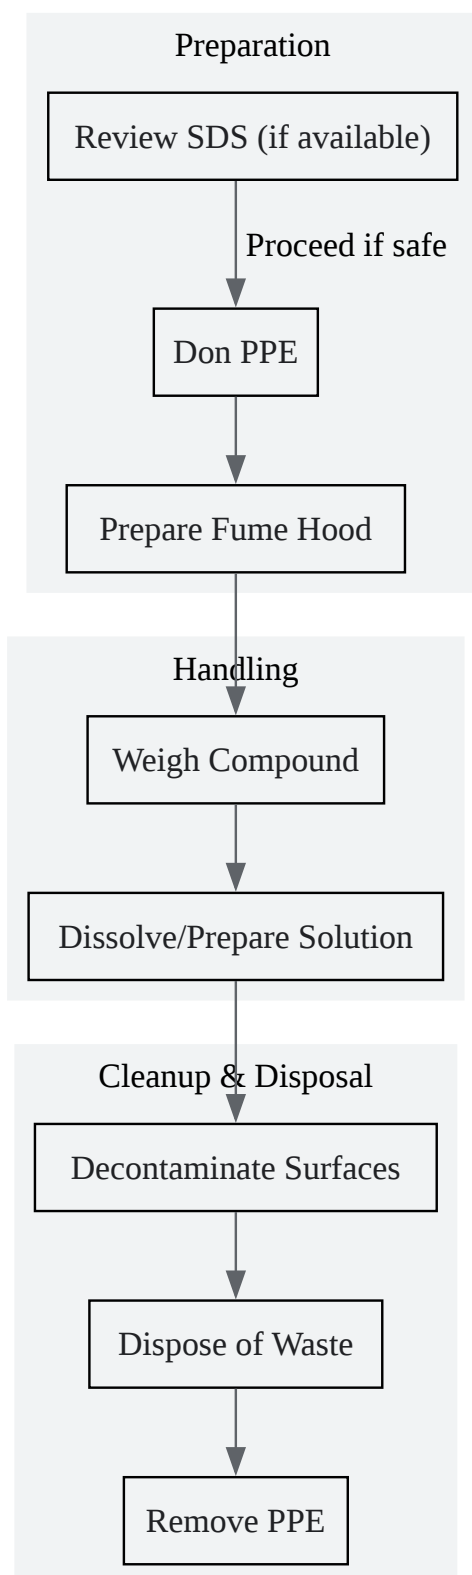 Preparation
Review SDS (if available)
Proceed if safe
Don PPE
Prepare Fume Hood
Handling
Weigh Compound
Dissolve/Prepare Solution
Cleanup & Disposal
Decontaminate Surfaces
Dispose of Waste
Remove PPE